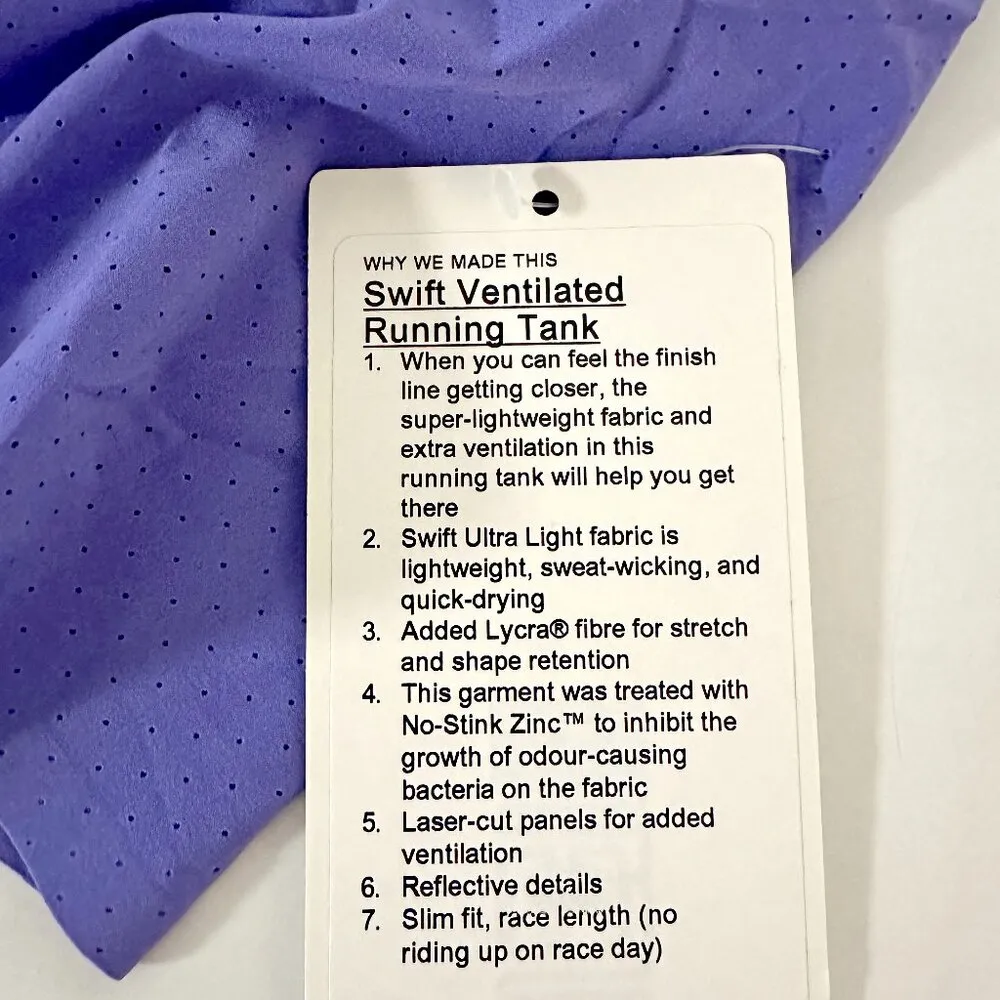 WHY WE MADE THIS
Swift Ventilated
Running Tank
1. When you can feel the finish
line getting closer, the
super-lightweight fabric and
extra ventilation in this
running tank will help you get
there
2. Swift Ultra Light fabric is
lightweight, sweat-wicking, and
quick-drying
3. Added Lycra® fibre for stretch
and shape retention
4. This garment was treated with
No-Stink Zinc™ to inhibit the
growth of odour-causing
bacteria on the fabric
5. Laser-cut panels for added
ventilation
6. Reflective details
7. Slim fit, race length (no
riding up on race day)